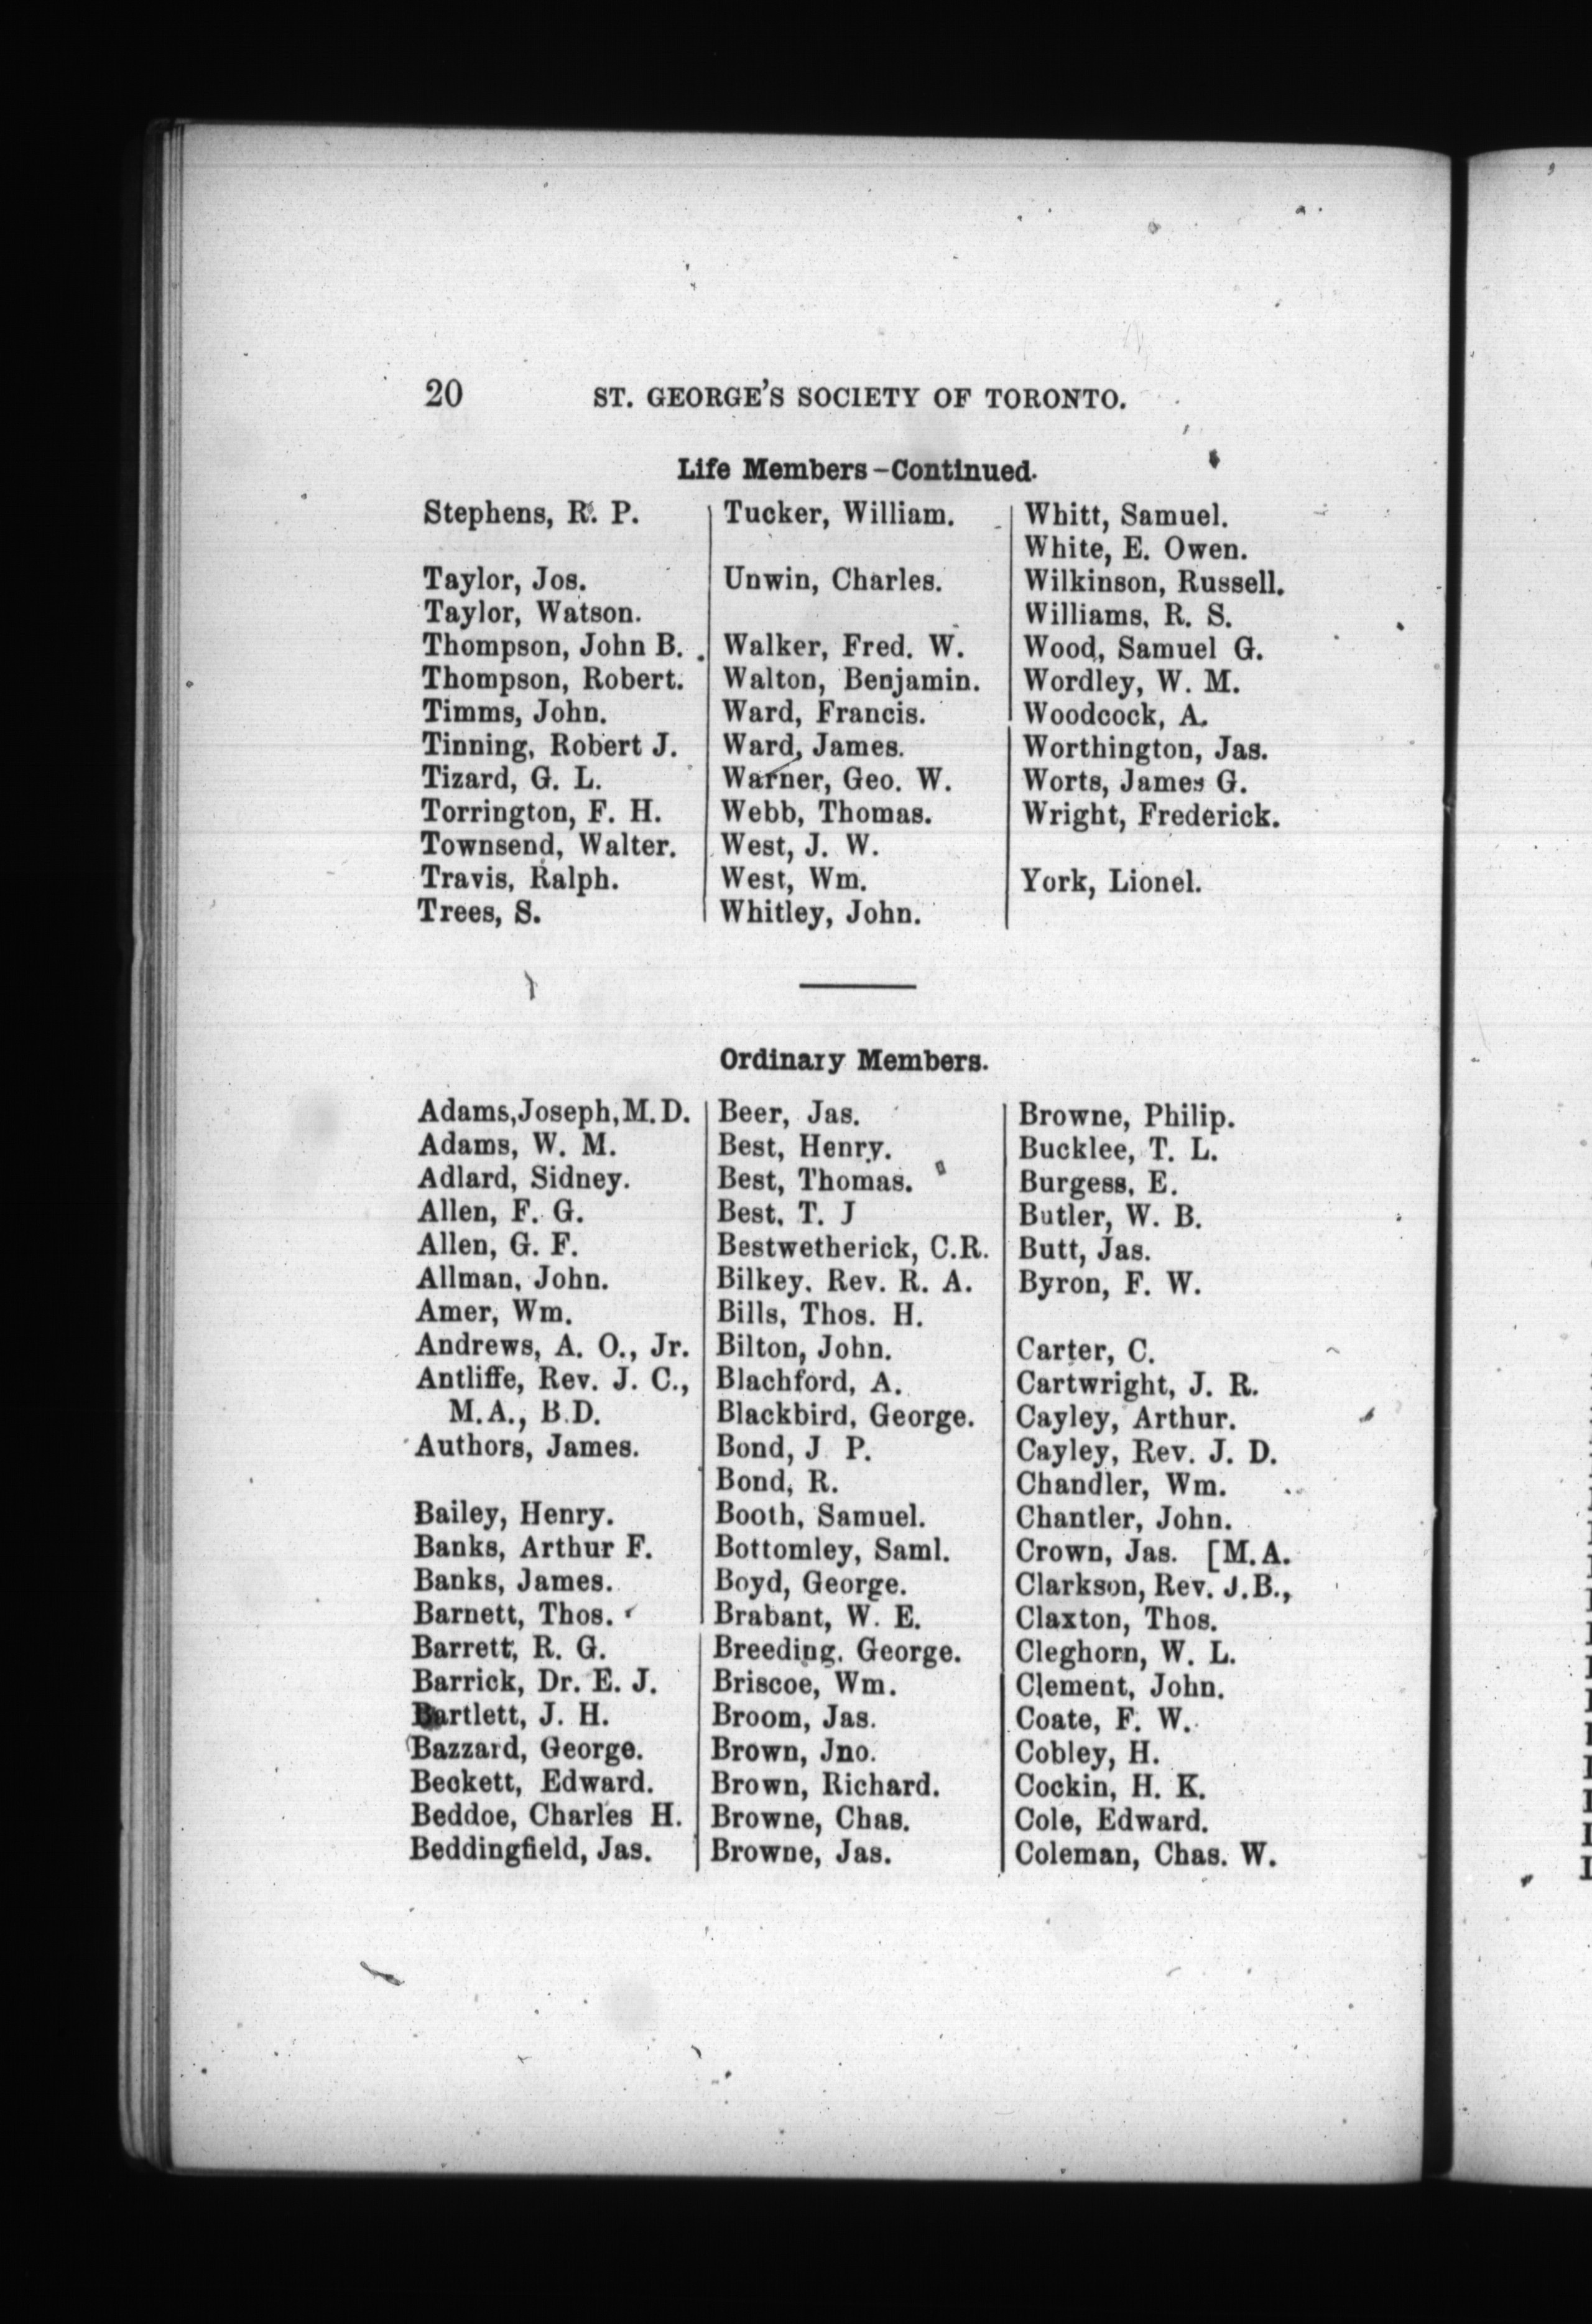 20 ST. GEORGE'S SOCIETY OF TORONTO.
Life Members-Continued.
Stephens, R. P.
Taylor, Jos.
Taylor, Watson.
Thompson, John B.
Thompson, Robert.
Timms, John.
Tinning, Robert J.
Tizard, G. L.
Torrington, F. H.
Townsend, Walter.
Travis, Ralph.
Trees, S.
Tucker, William.
Unwin, Charles.
Walker, Fred. W.
Walton, Benjamin.
Ward, Francis.
Ward, James.
Warner, Geo. W.
Webb, Thomas.
West, J. W.
West, Wm.
Whitley, John.
Whitt, Samuel.
White, E. Owen.
Wilkinson, Russell.
Williams, R. S.
Wood, Samuel G.
Wordley, W. M.
Woodcock, A.
Worthington, Jas.
Worts, James G.
Wright, Frederick.
York, Lionel.
Ordinary Members.
Adams, Joseph, M.D.
Adams, W. M.
Adlard, Sidney.
Allen, F. G.
Allen, G. F.
Allman, John.
Amer, Wm.
Andrews, A. O., Jr.
Antliffe, Rev. J. C.,
M.A., B.D.
Authors, James.
Bailey, Henry.
Banks, Arthur F.
Banks, James.
Barnett, Thos.
Barrett, R. G.
Barrick, Dr. E. J.
Bartlett, J. H.
Bazzard, George.
Beckett, Edward.
Beddoe, Charles H.
Beddingfield, Jas.
Beer, Jas.
Best, Henry.
Best, Thomas.
Best, T. J
Bestwetherick, C.R.
Bilkey. Rev. R. A.
Bills, Thos. H.
Bilton, John.
Blachford, A.
Blackbird, George.
Bond, J P.
Bond, R.
Booth, Samuel.
Bottomley, Saml.
Boyd, George.
Brabant, W. E.
Breeding. George.
Briscoe, Wm.
Broom, Jas.
Brown, Jno.
Brown, Richard.
Browne, Chas.
Browne, Jas.
Browne, Philip.
Bucklee, T. L.
Burgess, E.
Butler, W. B.
Butt, Jas.
Byron, F. W.
Carter, C.
Cartwright, J. R.
Cayley, Arthur.
Cayley, Rev. J. D.
Chandler, Wm.
Chantler, John.
Crown, Jas. [M.A.
Clarkson, Rev. J.B.,
Claxton, Thos.
Cleghorn, W. L.
Clement, John.
Coate, F. W.
Cobley, H.
Cockin, H. K.
Cole, Edward.
Coleman, Chas. W.